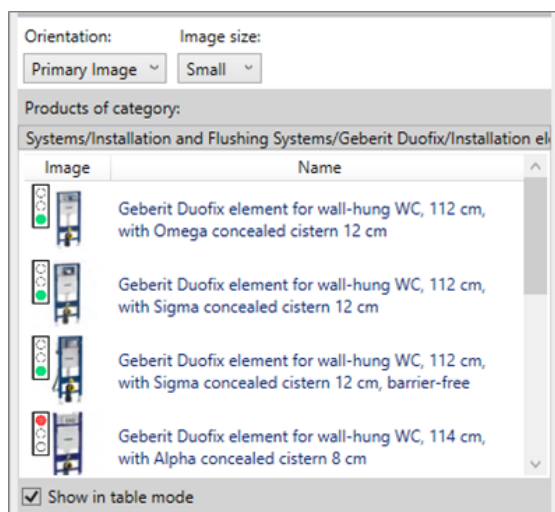 Orientation: Image size:
Primary Image Small
Products of category:
Systems/Installation and Flushing Systems/Geberit Duofix/Installation
Image Name
Geberit Duofix element for wall-hung WC, 112 cm,
with Omega concealed cistern 12 cm
Geberit Duofix element for wall-hung WC, 112 cm,
with Sigma concealed cistern 12 cm
Geberit Duofix element for wall-hung WC, 112 cm,
with Sigma concealed cistern 12 cm, barrier-free
Geberit Duofix element for wall-hung WC, 114 cm,
with Alpha concealed cistern 8 cm
Show in table mode